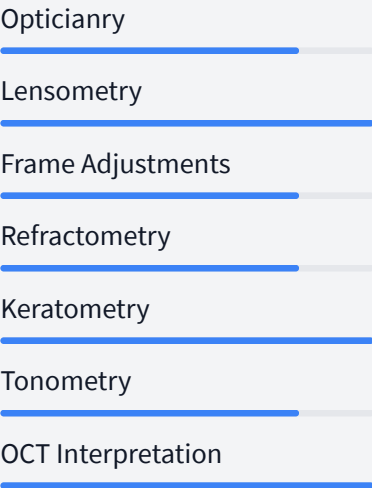 Opticianry
Lensometry
Frame Adjustments
Refractometry
Keratometry
Tonometry
OCT Interpretation